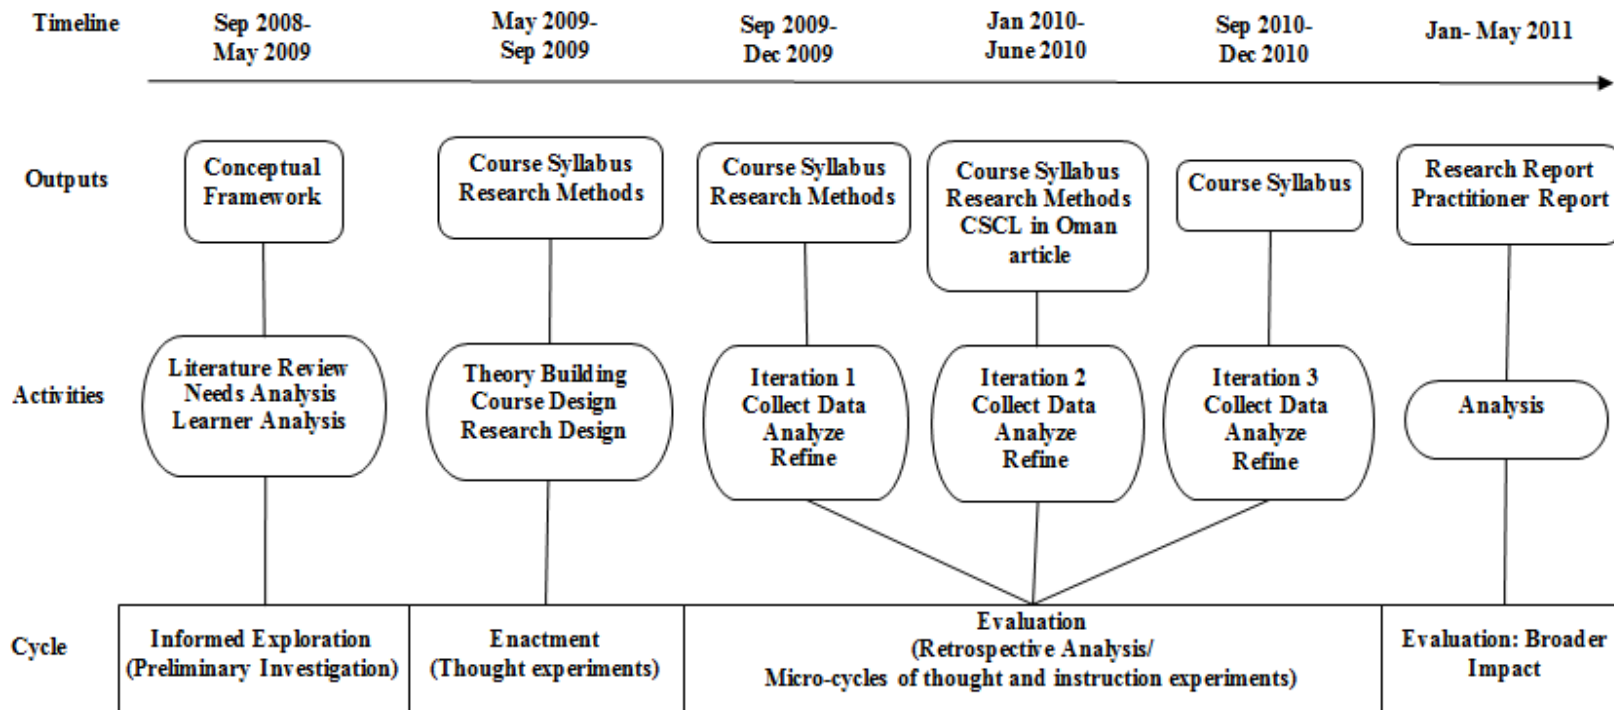 Timeline
Sep 2008-
May 2009
May 2009-
Sep 2009
Sep 2009-
Dec 2009
Jan 2010-
June 2010
Sep 2010-
Dec 2010
Jan- May 2011
Outputs
Conceptual
Framework
Course Syllabus
Research Methods
Course Syllabus
Research Methods
Course Syllabus
Research Methods
CSCL in Oman
article
Course Syllabus
Research Report
Practitioner Report
Activities
Literature Review
Needs Analysis
Learner Analysis
Theory Building
Course Design
Research Design
Iteration 1
Collect Data
Analyze
Refine
Iteration 2
Collect Data
Analyze
Refine
Iteration 3
Collect Data
Analyze
Refine
Analysis
Cycle
Informed Exploration
(Preliminary Investigation)
Enactment
(Thought experiments)
Evaluation
(Retrospective Analysis/
Micro-cycles of thought and instruction experiments)
Evaluation: Broader
Impact